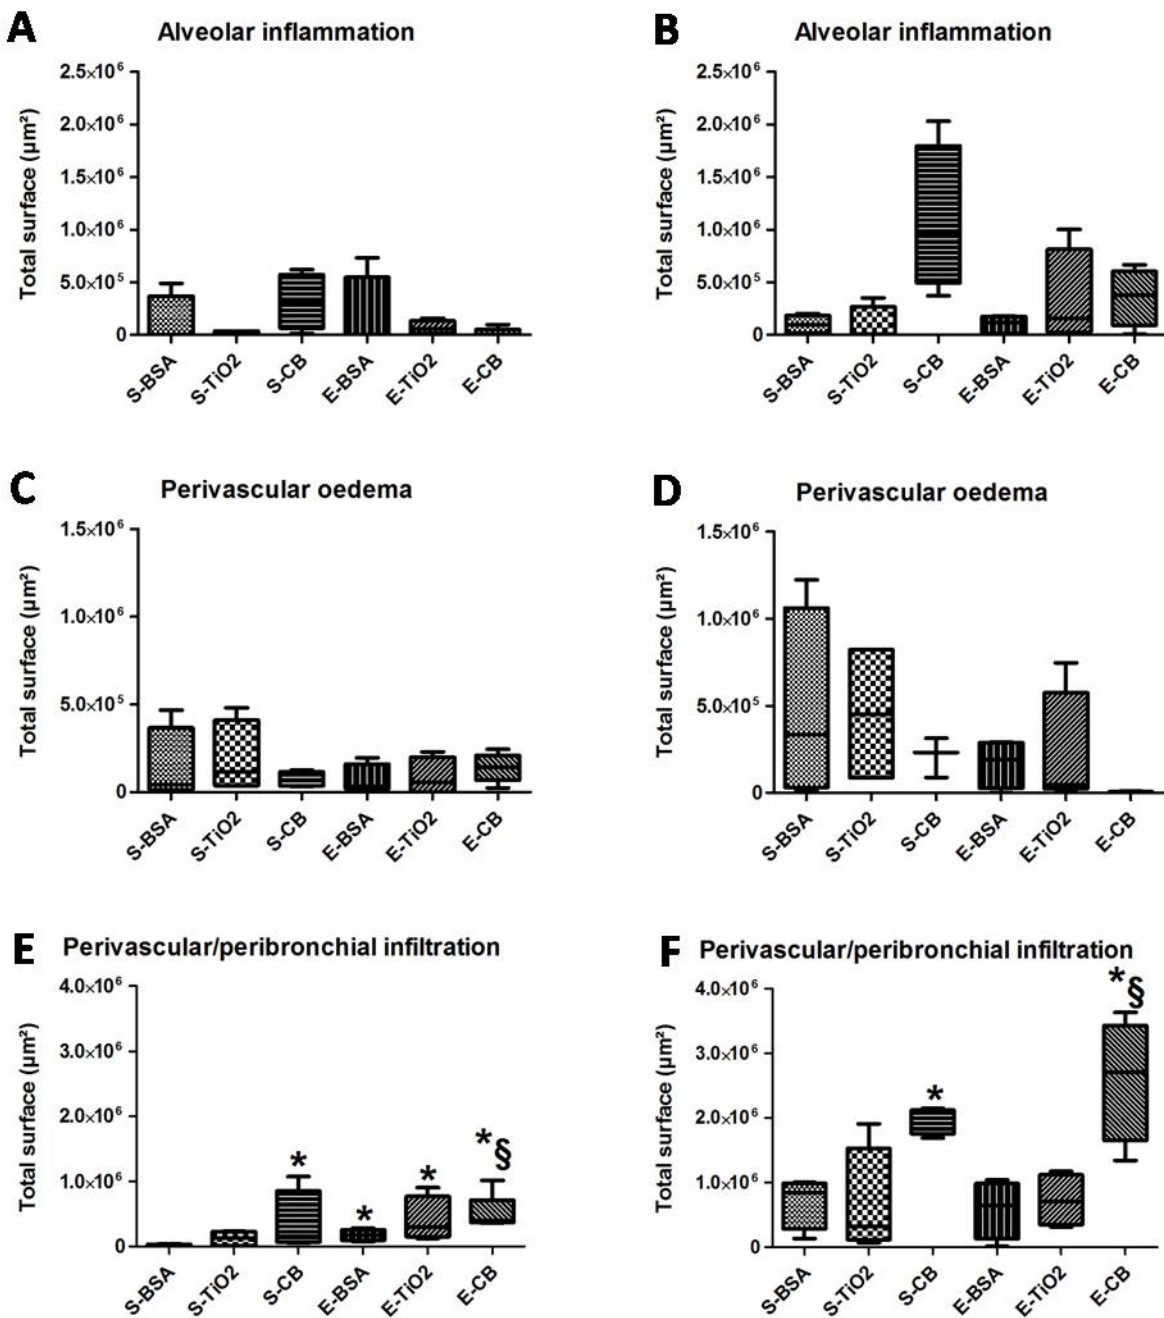 A
Alveolar inflammation
Total surface (µm²)
2.5×10⁶
2.0×10⁶
1.5×10⁶
1.0×10⁶
5.0×10⁵
0
S-BSA
S-TiO2
S-CB
E-BSA
E-TiO2
E-CB
B
Alveolar inflammation
Total surface (µm²)
2.5×10⁶
2.0×10⁶
1.5×10⁶
1.0×10⁶
5.0×10⁵
0
S-BSA
S-TiO2
S-CB
E-BSA
E-TiO2
E-CB
C
Perivascular oedema
Total surface (µm²)
1.5×10⁶
1.0×10⁶
5.0×10⁵
0
S-BSA
S-TiO2
S-CB
E-BSA
E-TiO2
E-CB
D
Perivascular oedema
Total surface (µm²)
1.5×10⁶
1.0×10⁶
5.0×10⁵
0
S-BSA
S-TiO2
S-CB
E-BSA
E-TiO2
E-CB
E
Perivascular/peribronchial infiltration
Total surface (µm²)
4.0×10⁶
3.0×10⁶
2.0×10⁶
1.0×10⁶
0
*
*
*
*§
S-BSA
S-TiO2
S-CB
E-BSA
E-TiO2
E-CB
F
Perivascular/peribronchial infiltration
Total surface (µm²)
4.0×10⁶
3.0×10⁶
2.0×10⁶
1.0×10⁶
0
*
*§
S-BSA
S-TiO2
S-CB
E-BSA
E-TiO2
E-CB